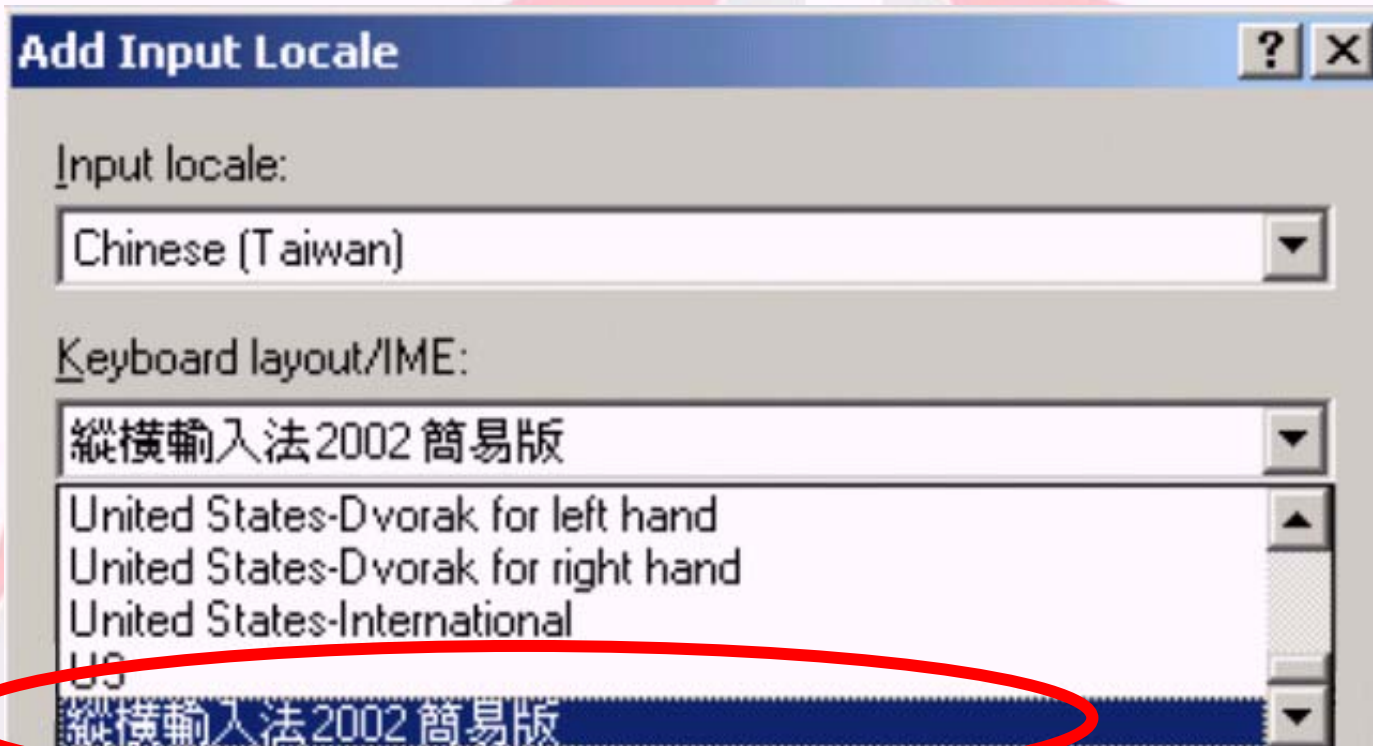 Add Input Locale
Input locale:
Chinese (Taiwan)
Keyboard layout/IME:
縱橫輸入法2002簡易版
United States-Dvorak for left hand
United States-Dvorak for right hand
United States-International
US
縱橫輸入法2002簡易版